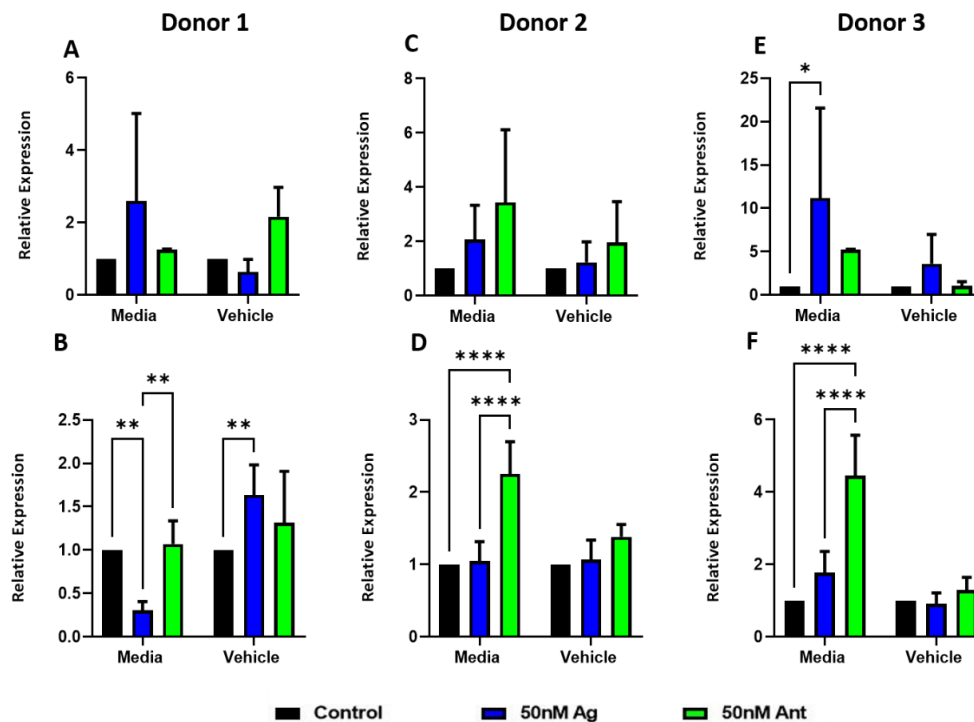 Donor 1
Donor 2
Donor 3
A
C
E
Relative Expression
6
4
2
0
Media
Vehicle
Relative Expression
8
6
4
2
0
Media
Vehicle
Relative Expression
25
20
15
10
5
0
*
Media
Vehicle
B
D
F
Relative Expression
2.5
2.0
1.5
1.0
0.5
0.0
**
**
**
Media
Vehicle
Relative Expression
3
2
1
0
****
****
Media
Vehicle
Relative Expression
6
4
2
0
****
****
Media
Vehicle
Control
50nM Ag
50nM Ant